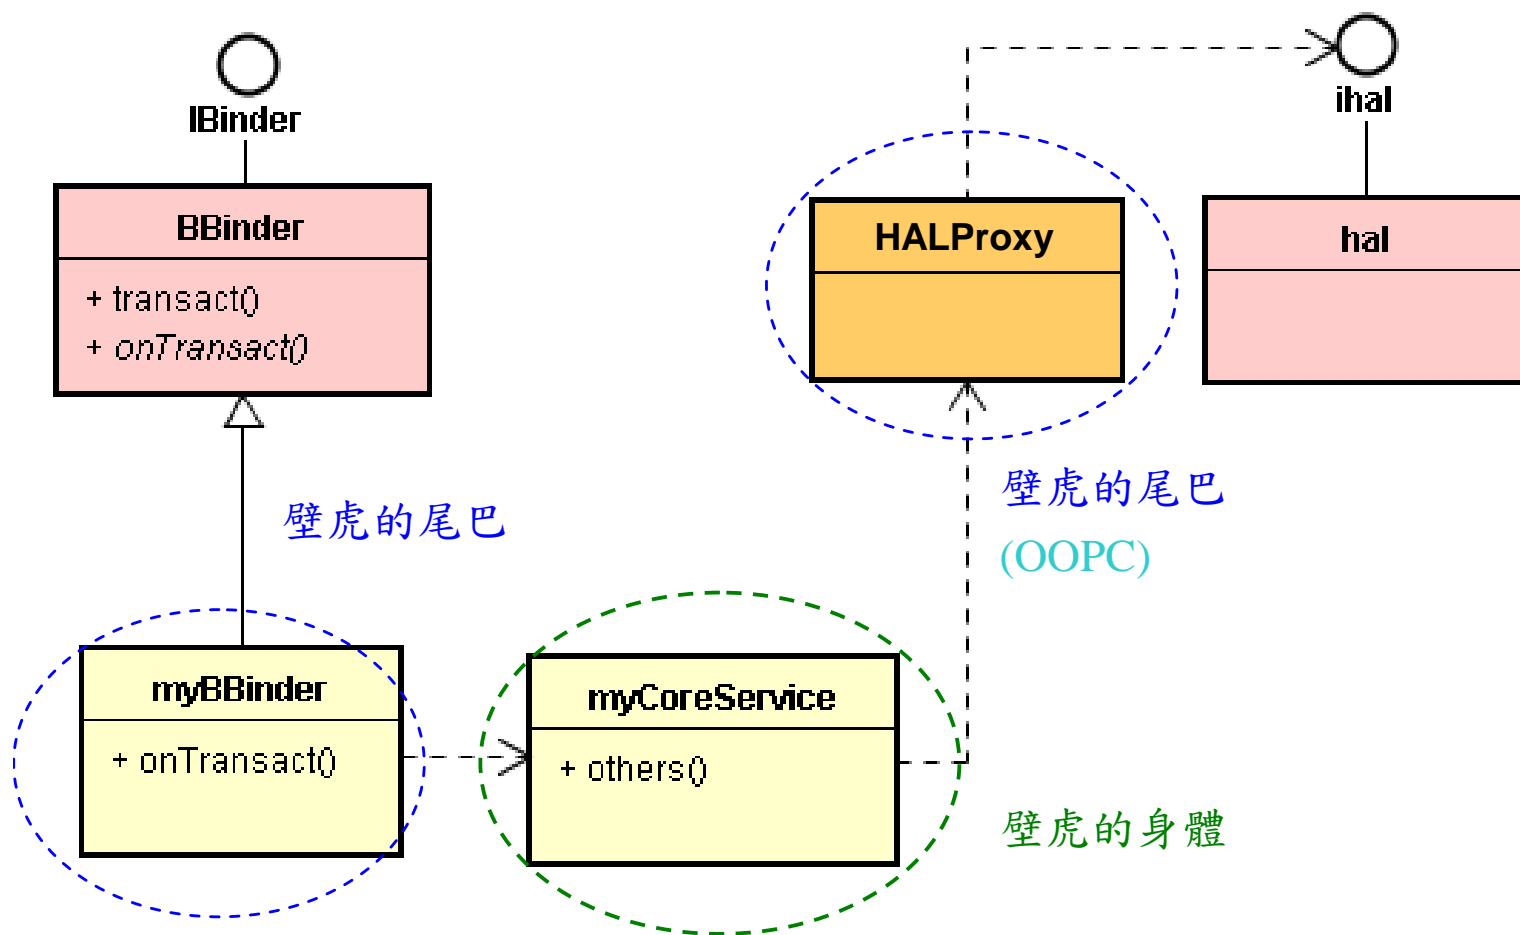 IBinder
BBinder
+ transact()
+ onTransact()
ihal
HALProxy
hal
壁虎的尾巴
壁虎的尾巴
(OOPC)
myBBinder
+ onTransact()
myCoreService
+ others()
壁虎的身體